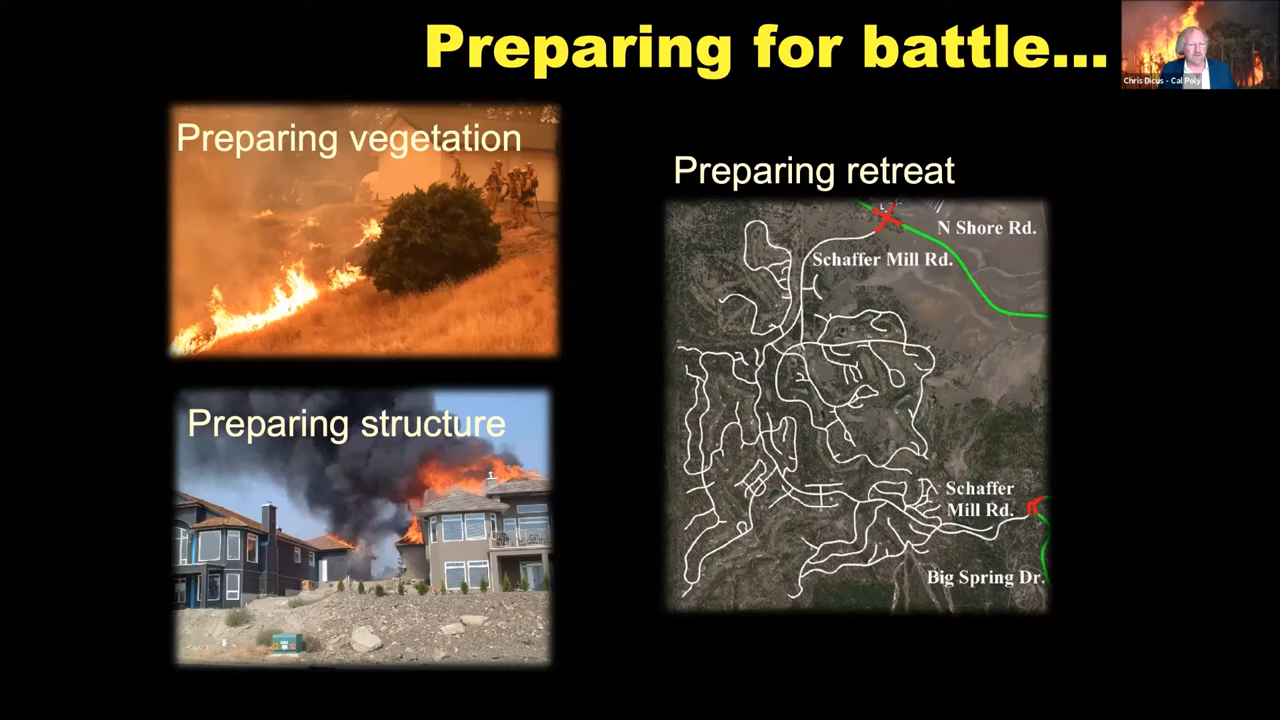 Preparing for battle...
Chris Dicus - Cal Poly
Preparing vegetation
Preparing retreat
N Shore Rd.
Schaffer Mill Rd.
Preparing structure
Schaffer
Mill Rd.
Big Spring Dr.